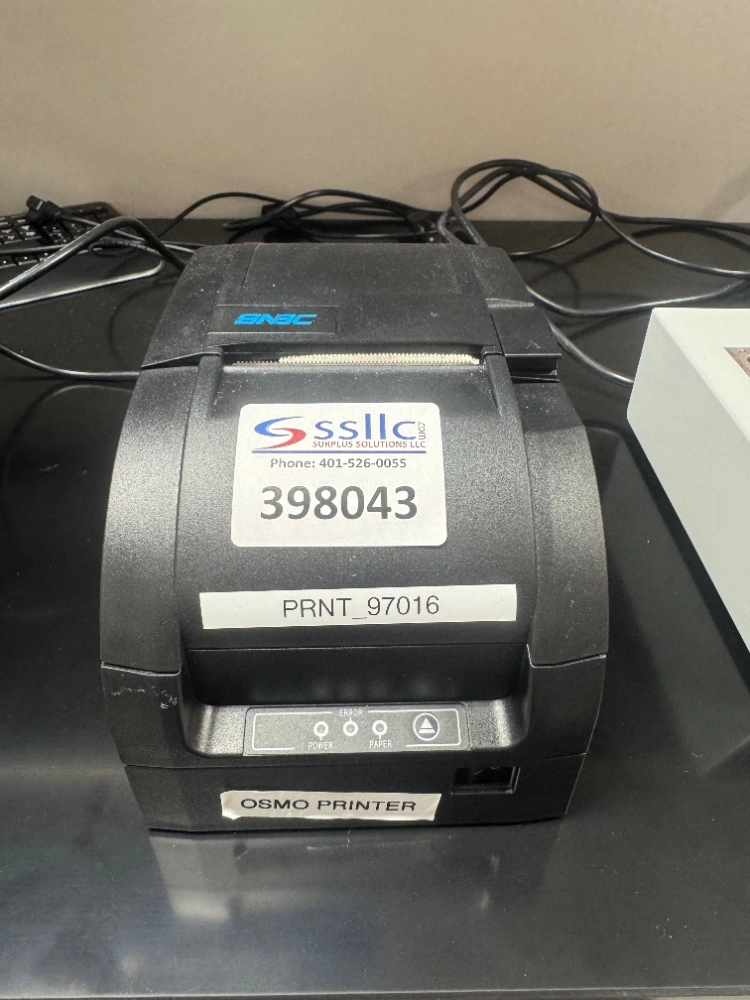 SNBC
ssllc.com
SURPLUS SOLUTIONS LLC
Phone: 401-526-0055
398043
PRNT_97016
ERROR
POWER PAPER
OSMO PRINTER